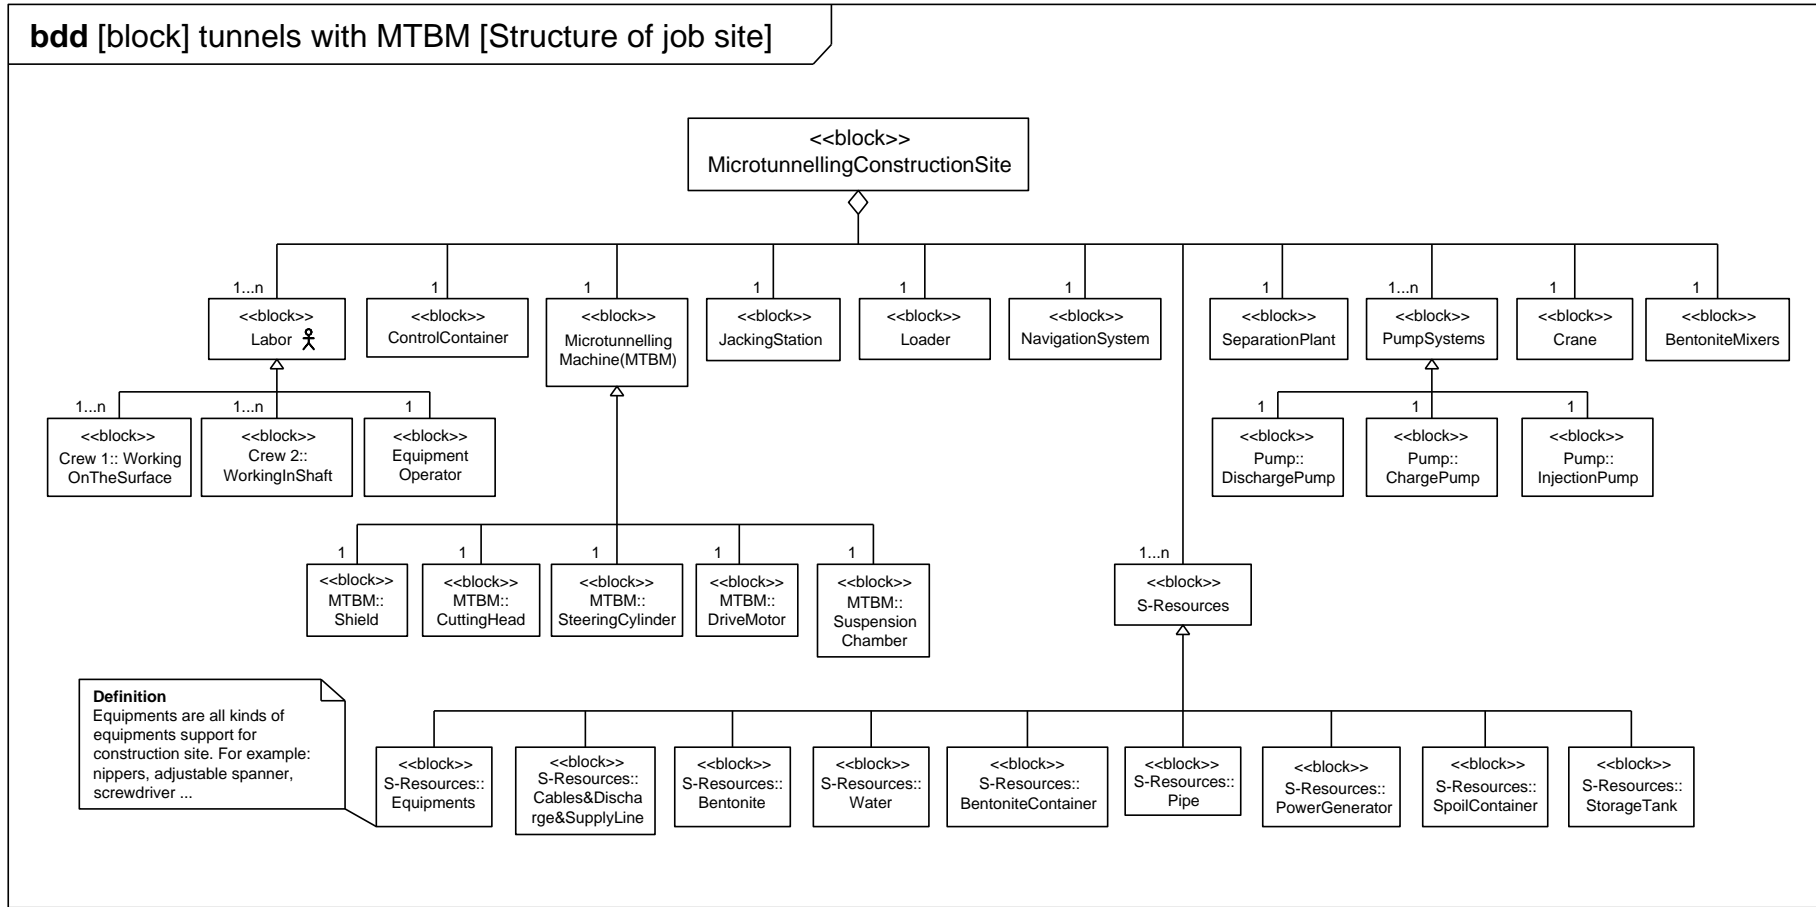 bdd [block] tunnels with MTBM [Structure of job site]
<<block>>
MicrotunnellingConstructionSite
1...n
1
1
1
1
1
1
1...n
1
1
<<block>>
Labor
<<block>>
ControlContainer
<<block>>
Microtunnelling
Machine(MTBM)
<<block>>
JackingStation
<<block>>
Loader
<<block>>
NavigationSystem
<<block>>
SeparationPlant
<<block>>
PumpSystems
<<block>>
Crane
<<block>>
BentoniteMixers
1...n
1...n
1
1
1
1
<<block>>
Crew 1:: Working
OnTheSurface
<<block>>
Crew 2::
WorkingInShaft
<<block>>
Equipment
Operator
<<block>>
Pump::
DischargePump
<<block>>
Pump::
ChargePump
<<block>>
Pump::
InjectionPump
1
1
1
1
1
1...n
<<block>>
MTBM::
Shield
<<block>>
MTBM::
CuttingHead
<<block>>
MTBM::
SteeringCylinder
<<block>>
MTBM::
DriveMotor
<<block>>
MTBM::
Suspension
Chamber
<<block>>
S-Resources
Definition
Equipments are all kinds of
equipments support for
construction site. For example:
nippers, adjustable spanner,
screwdriver ...
<<block>>
S-Resources::
Equipments
<<block>>
S-Resources::
Cables&Discha
rge&SupplyLine
<<block>>
S-Resources::
Bentonite
<<block>>
S-Resources::
Water
<<block>>
S-Resources::
BentoniteContainer
<<block>>
S-Resources::
Pipe
<<block>>
S-Resources::
PowerGenerator
<<block>>
S-Resources::
SpoilContainer
<<block>>
S-Resources::
StorageTank